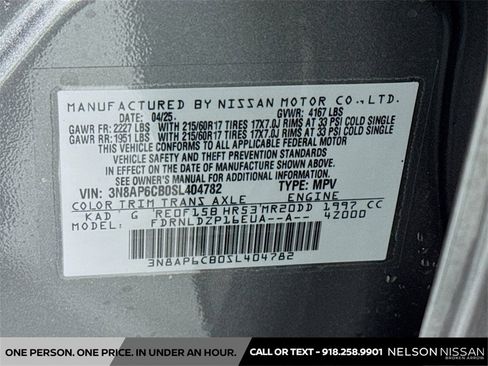 MANUFACTURED BY NISSAN MOTOR CO., LTD.
DATE: 04/25 GVWR: 4167 LBS
GAWR FR: 2227 LBS WITH 215/60R17 TIRES 17X7.0J RIMS AT 33 PSI COLD SINGLE
GAWR RR: 1951 LBS WITH 215/60R17 TIRES 17X7.0J RIMS AT 33 PSI COLD SINGLE
THIS VEHICLE CONFORMS TO ALL APPLICABLE FEDERAL MOTOR
VEHICLE SAFETY AND THEFT PREVENTION STANDARDS
IN EFFECT ON THE DATE OF MANUFACTURE SHOWN ABOVE.
SEE OWNER'S MANUAL FOR ADDITIONAL INFORMATION.
VIN: 3N8AP6CB0SL404782 TYPE: MPV
COLOR TRIM TRANS AXLE ENGINE
KAD G RE0F15B HR53 MR20DD 1997 CC
FDRNLDZP16EUA--A-- 4Z000
3N8AP6CB0SL404782
ONE PERSON. ONE PRICE. IN UNDER AN HOUR. CALL OR TEXT - 918.258.9901 NELSON NISSAN
BROKEN ARROW